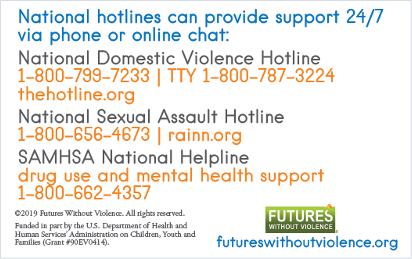 National hotlines can provide support 24/7
via phone or online chat:
National Domestic Violence Hotline
1-800-799-7233 | TTY 1-800-787-3224
thehotline.org
National Sexual Assault Hotline
1-800-656-4673 | rainn.org
SAMHSA National Helpline
drug use and mental health support
1-800-662-4357
©2019 Futures Without Violence. All rights reserved.
Funded in part by the U.S. Department of Health and
Human Services' Administration on Children, Youth and
Families (Grant #90EV0414).
FUTURES
WITHOUT VIOLENCE
futureswithoutviolence.org